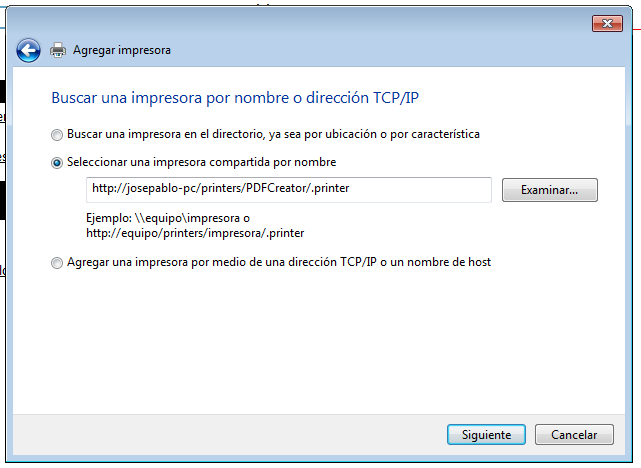 Agregar impresora
Buscar una impresora por nombre o dirección TCP/IP
Buscar una impresora en el directorio, ya sea por ubicación o por característica
Seleccionar una impresora compartida por nombre
http://josepablo-pc/printers/PDFCreator/.printer
Examinar...
Ejemplo: \\equipo\impresora o
http://equipo/printers/impresora/.printer
Agregar una impresora por medio de una dirección TCP/IP o un nombre de host
Siguiente
Cancelar